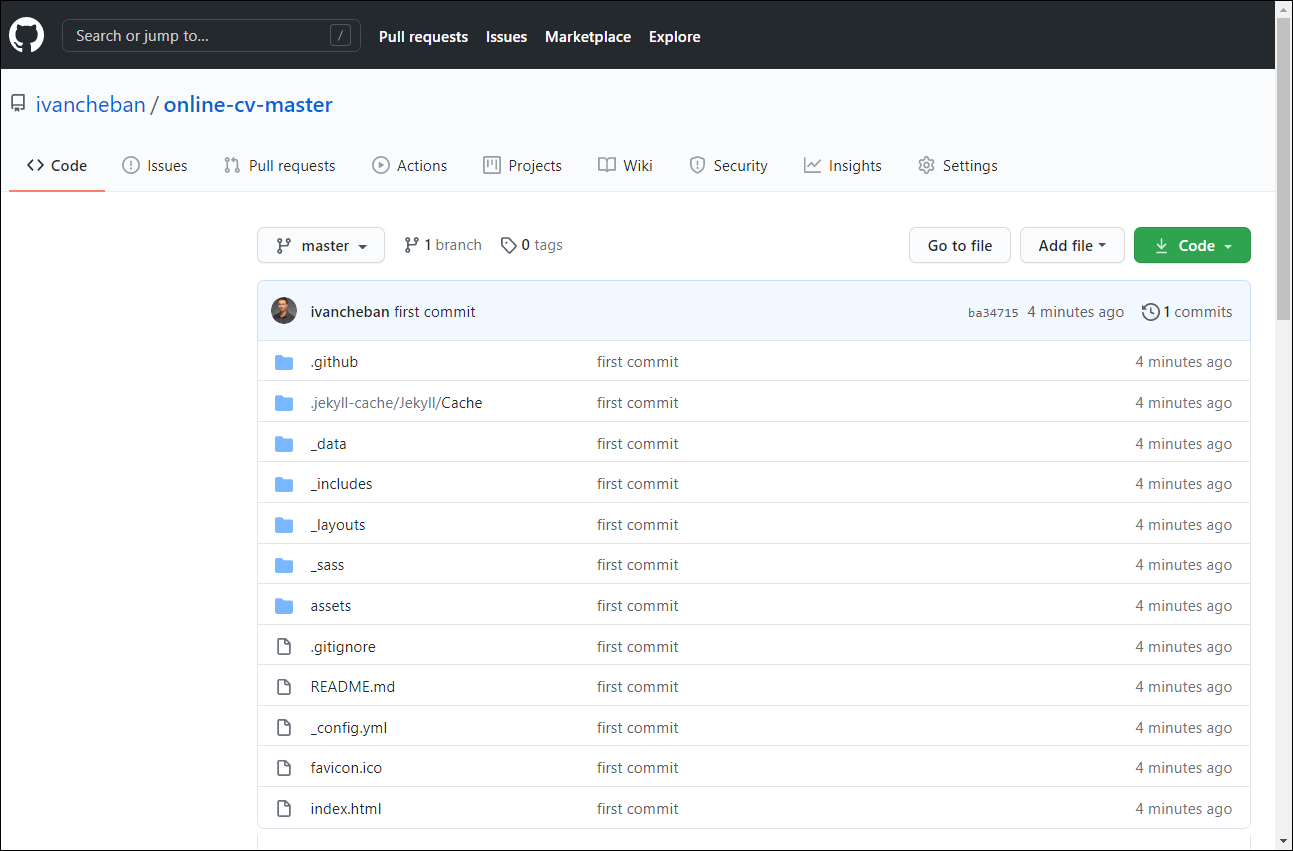 Search or jump to... / Pull requests Issues Marketplace Explore
ivancheban / online-cv-master
Code Issues Pull requests Actions Projects Wiki Security Insights Settings
master 1 branch 0 tags Go to file Add file Code
ivancheban first commit ba34715 4 minutes ago 1 commits
.github first commit 4 minutes ago
.jekyll-cache/Jekyll/Cache first commit 4 minutes ago
_data first commit 4 minutes ago
_includes first commit 4 minutes ago
_layouts first commit 4 minutes ago
_sass first commit 4 minutes ago
assets first commit 4 minutes ago
.gitignore first commit 4 minutes ago
README.md first commit 4 minutes ago
_config.yml first commit 4 minutes ago
favicon.ico first commit 4 minutes ago
index.html first commit 4 minutes ago